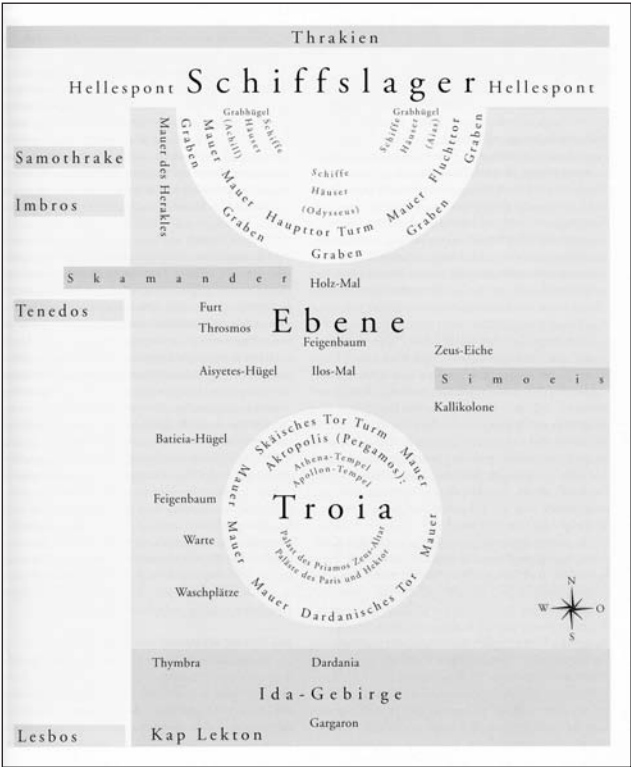 Thrakien
Hellespont Schiffslager Hellespont
Grabhügel
(Achill)
Häuser
Schiffe
Grabhügel
(Aias)
Häuser
Schiffe
Mauer des Herakles
Graben
Mauer
Mauer
Graben
Haupttor Turm
Mauer
Fluchttor
Graben
Graben
Graben
Schiffe
Häuser
(Odysseus)
Samothrake
Imbros
Skamander
Holz-Mal
Tenedos
Furt
Throsmos
Ebene
Feigenbaum
Zeus-Eiche
Aisyetes-Hügel
Ilos-Mal
Simoeis
Kallikolone
Batieia-Hügel
Mauer Skäisches Tor Turm Mauer
Akropolis (Pergamos):
Athena-Tempel
Apollon-Tempel
Feigenbaum
Troia
Warte
Mauer
Mauer
Palast des Priamos Zeus-Altar
Paläste des Paris und Hektor
Waschplätze
Mauer Dardanisches Tor
N
W
O
S
Thymbra
Dardania
Ida-Gebirge
Gargaron
Lesbos
Kap Lekton